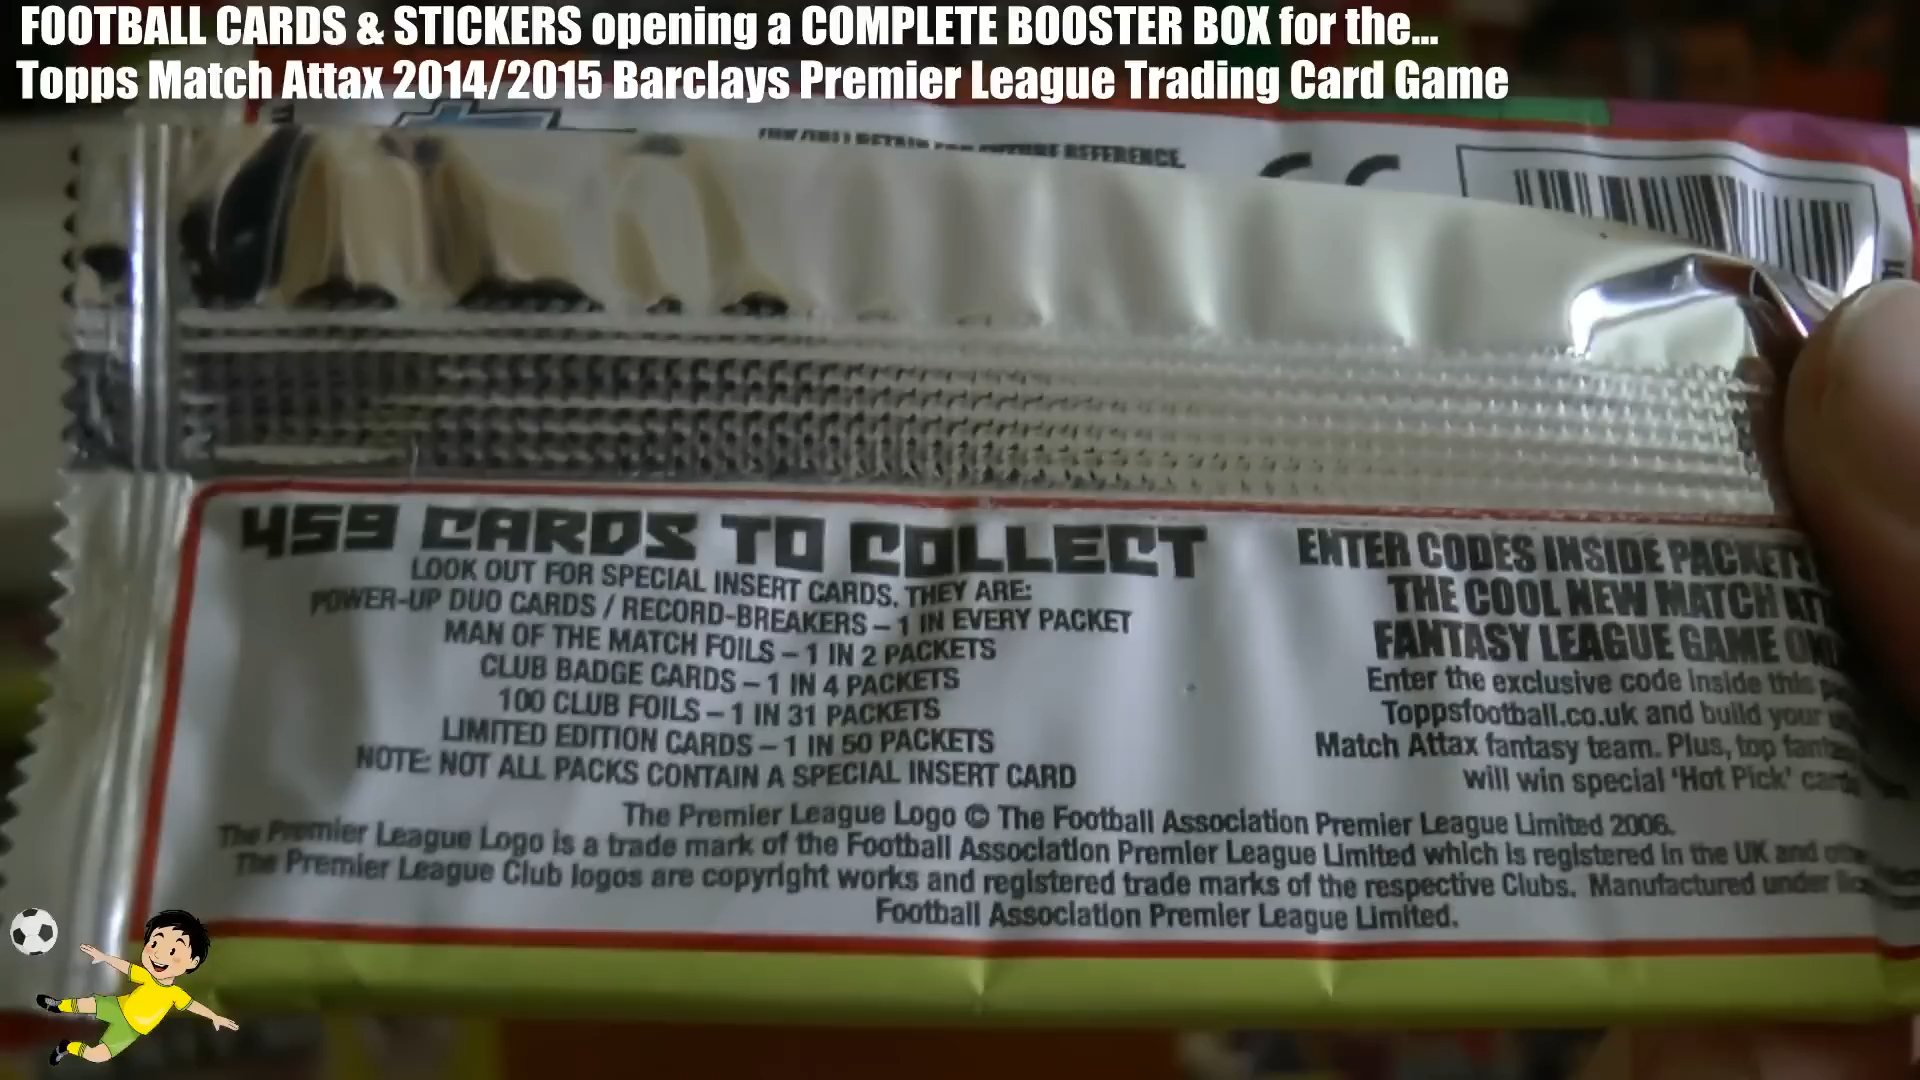 FOOTBALL CARDS & STICKERS opening a COMPLETE BOOSTER BOX for the...
Topps Match Attax 2014/2015 Barclays Premier League Trading Card Game
RETAIN FOR FUTURE REFERENCE.
459 CARDS TO COLLECT
LOOK OUT FOR SPECIAL INSERT CARDS. THEY ARE:
POWER-UP DUO CARDS / RECORD-BREAKERS – 1 IN EVERY PACKET
MAN OF THE MATCH FOILS – 1 IN 2 PACKETS
CLUB BADGE CARDS – 1 IN 4 PACKETS
100 CLUB FOILS – 1 IN 31 PACKETS
LIMITED EDITION CARDS – 1 IN 50 PACKETS
NOTE: NOT ALL PACKS CONTAIN A SPECIAL INSERT CARD
ENTER CODES INSIDE PACKETS
THE COOL NEW MATCH
FANTASY LEAGUE GAME
Enter the exclusive code inside this
Toppsfootball.co.uk and build your
Match Attax fantasy team. Plus, top
will win special 'Hot Pick'
The Premier League Logo © The Football Association Premier League Limited 2006.
The Premier League Logo is a trade mark of the Football Association Premier League Limited which is registered in the UK and
The Premier League Club logos are copyright works and registered trade marks of the respective Clubs. Manufactured under
Football Association Premier League Limited.